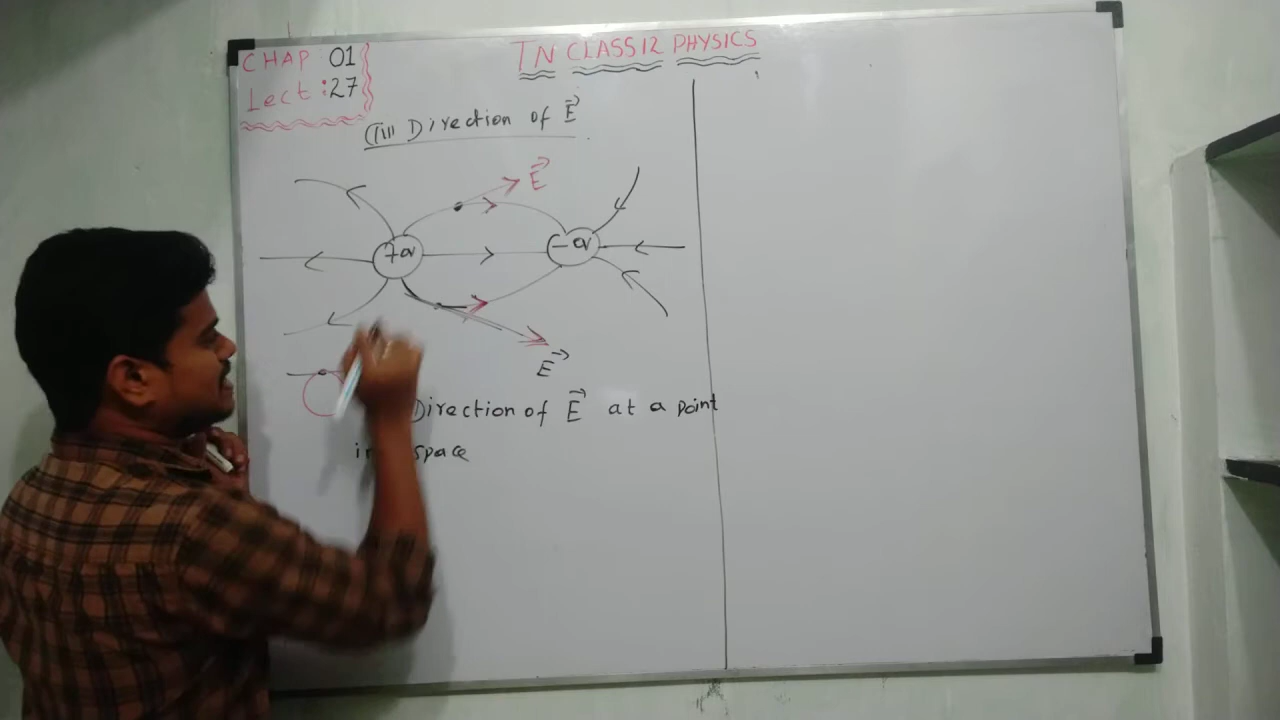 CHAP 01
Lect: 27
TN CLASS 12 PHYSICS
(iii) Direction of E⃗
E⃗
+q
-q
E⃗
Direction of E⃗ at a point
space